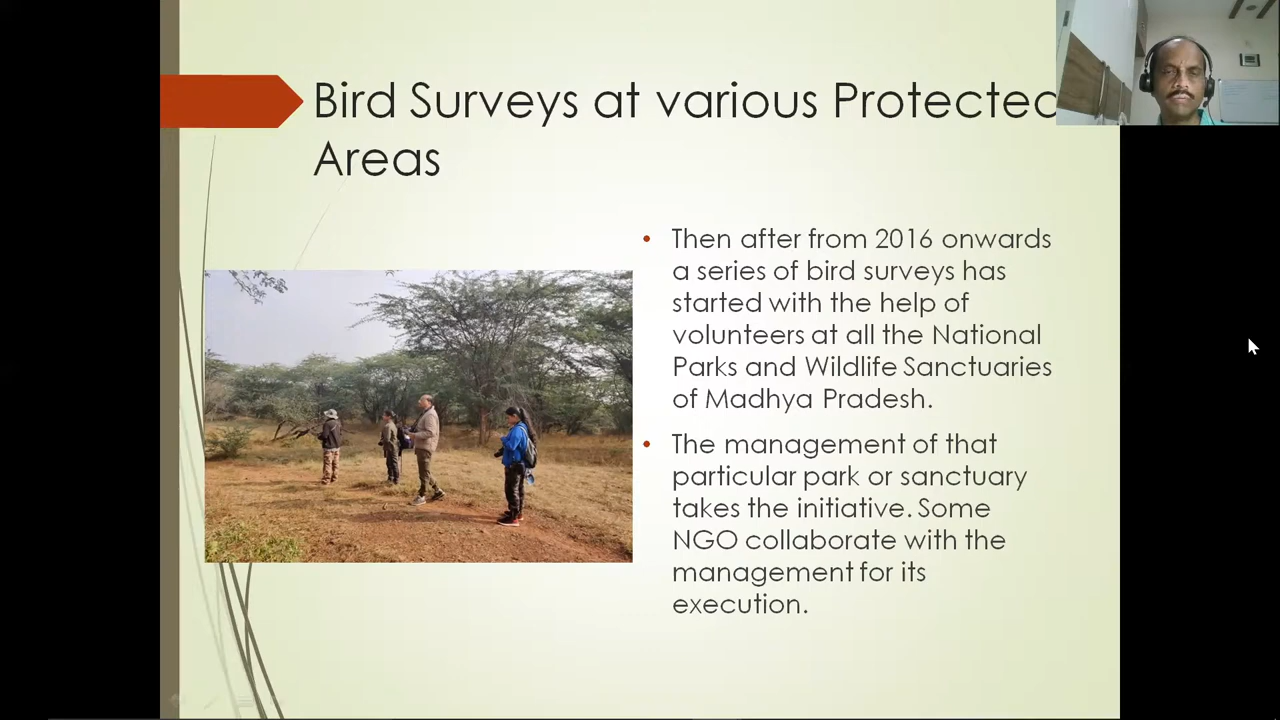 Bird Surveys at various Protected
Areas
• Then after from 2016 onwards
a series of bird surveys has
started with the help of
volunteers at all the National
Parks and Wildlife Sanctuaries
of Madhya Pradesh.
• The management of that
particular park or sanctuary
takes the initiative. Some
NGO collaborate with the
management for its
execution.